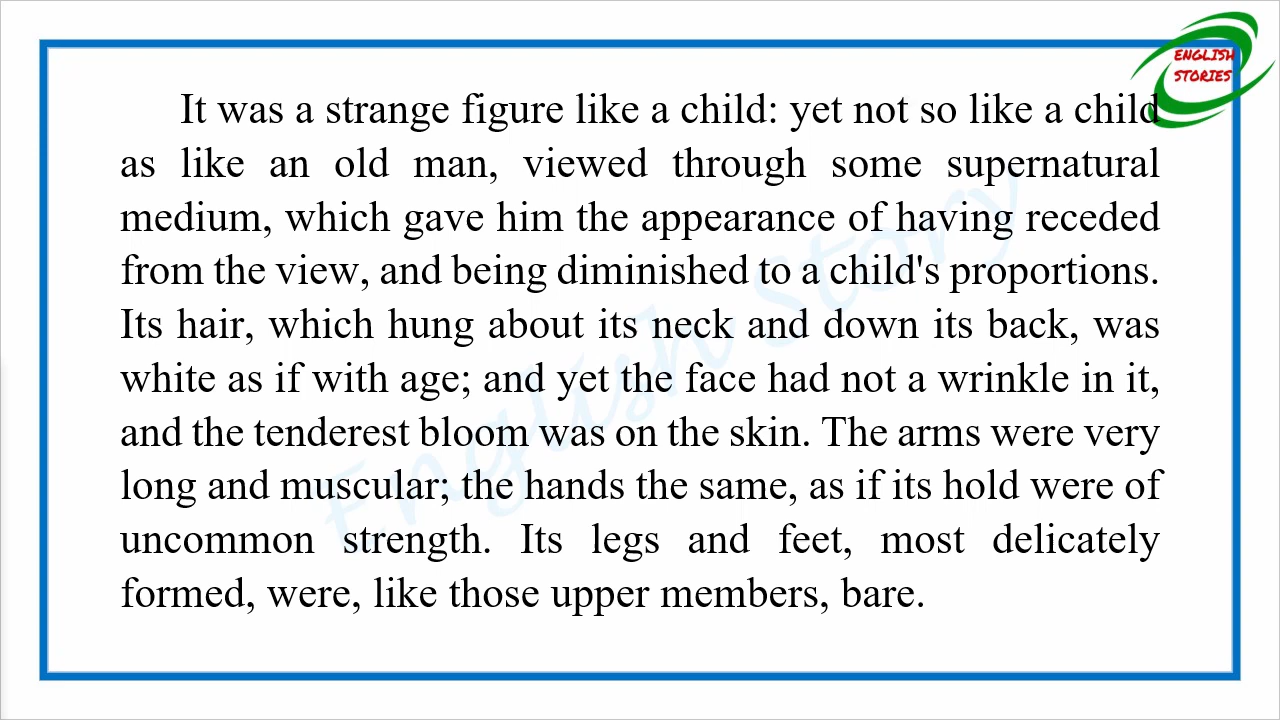 ENGLISH
STORIES
It was a strange figure like a child: yet not so like a child
as like an old man, viewed through some supernatural
medium, which gave him the appearance of having receded
from the view, and being diminished to a child's proportions.
Its hair, which hung about its neck and down its back, was
white as if with age; and yet the face had not a wrinkle in it,
and the tenderest bloom was on the skin. The arms were very
long and muscular; the hands the same, as if its hold were of
uncommon strength. Its legs and feet, most delicately
formed, were, like those upper members, bare.
English Story